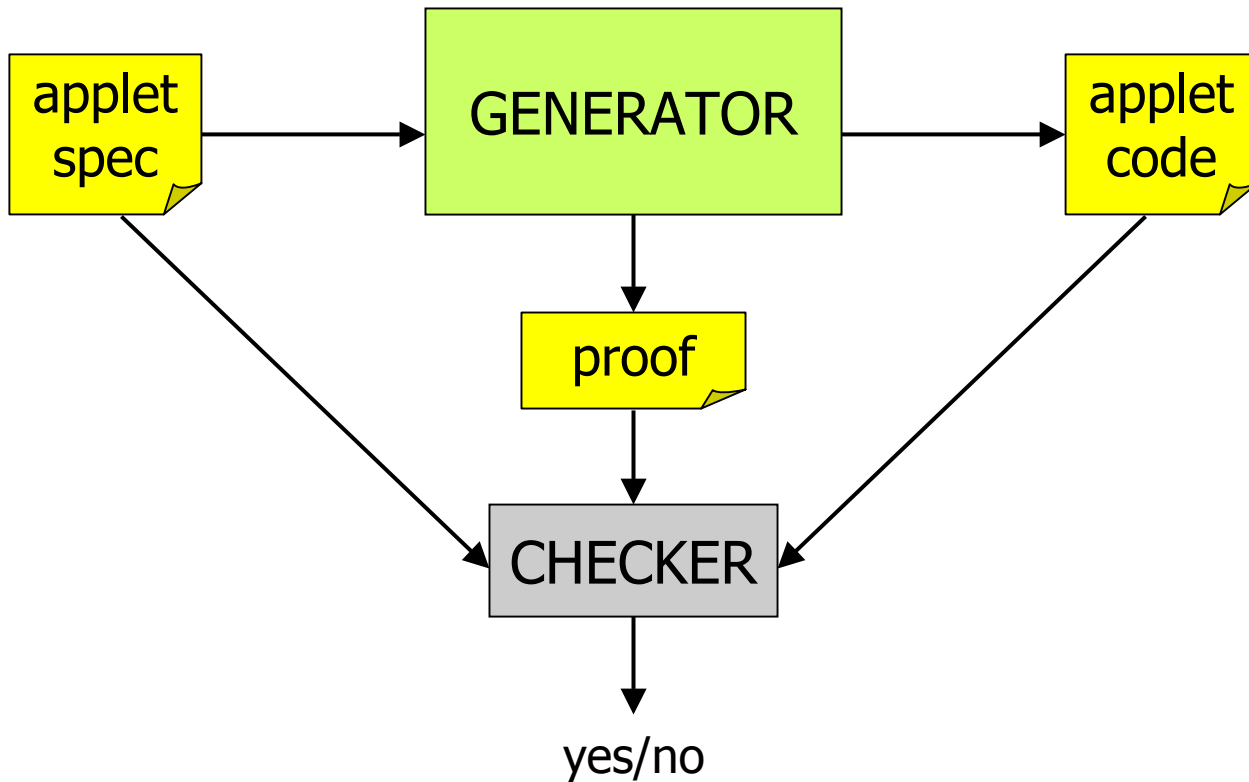 applet
spec
GENERATOR
applet
code
proof
CHECKER
yes/no